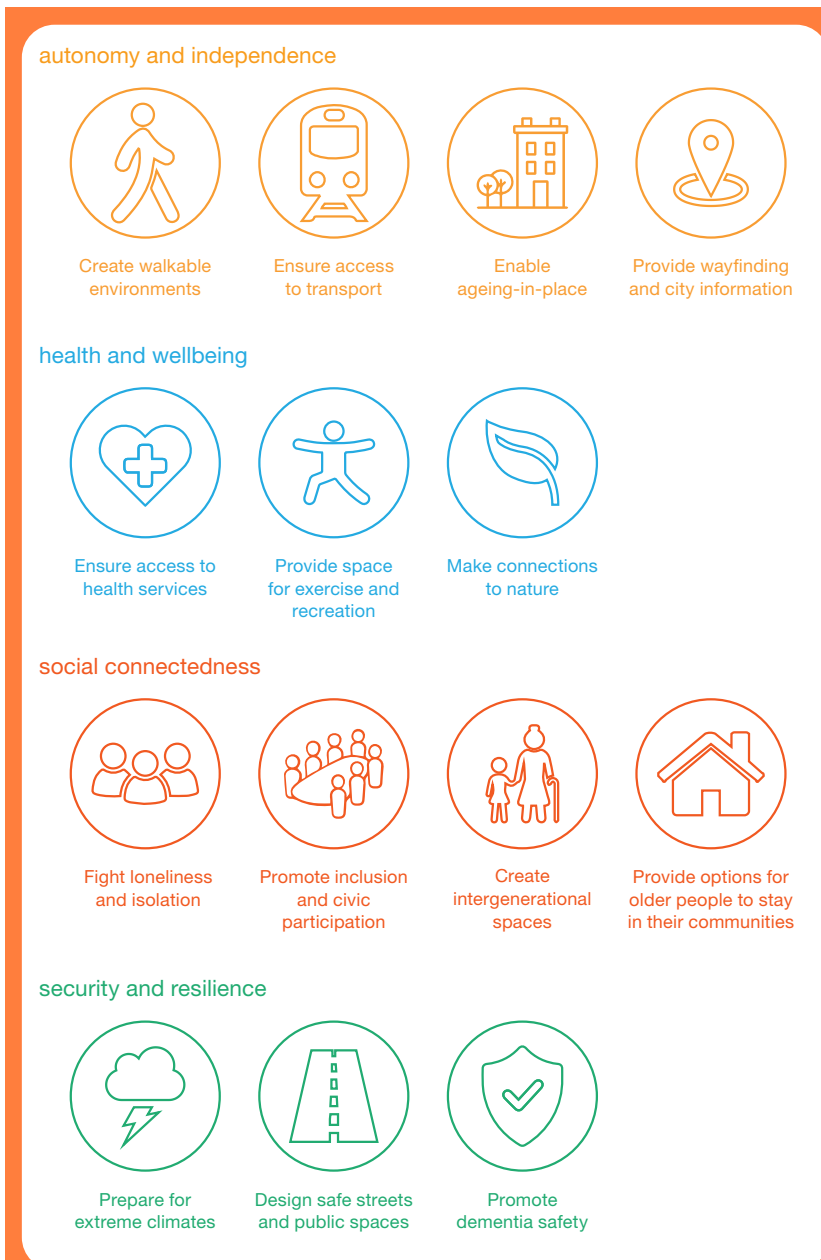 autonomy and independence
Create walkable
environments
Ensure access
to transport
Enable
ageing-in-place
Provide wayfinding
and city information
health and wellbeing
Ensure access to
health services
Provide space
for exercise and
recreation
Make connections
to nature
social connectedness
Fight loneliness
and isolation
Promote inclusion
and civic
participation
Create
intergenerational
spaces
Provide options for
older people to stay
in their communities
security and resilience
Prepare for
extreme climates
Design safe streets
and public spaces
Promote
dementia safety